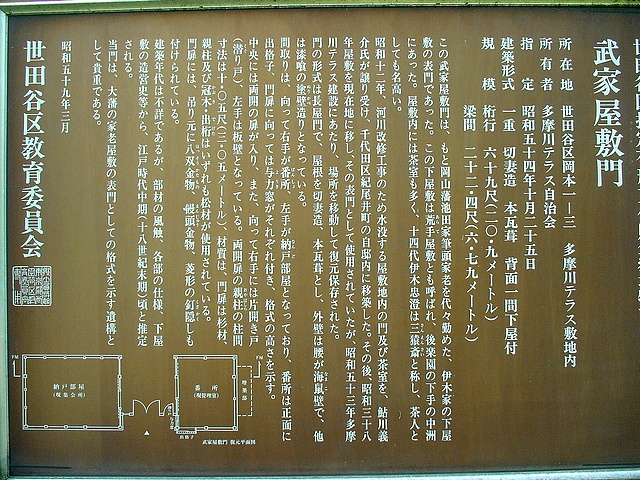 武家屋敷門
所在地　世田谷区岡本一―三　多摩川テラス敷地内
所有者　多摩川テラス自治会
指定　昭和五十四年十月二十五日
建築形式　一重　切妻造　本瓦葺　背面一間下屋付
規模　桁行　六十九尺(二〇・九メートル)
梁間　二十二・四尺(六・七九メートル)
この武家屋敷門は、もと岡山藩池田家筆頭家老を代々勤めた、伊木家の下屋
敷の表門であった。この下屋敷は荒手屋敷とも呼ばれ、後楽園の下手の中洲
にあった。屋敷内には茶室も多く、十四代伊木忠澄は三猿斎と称し、茶人と
しても名高い。
昭和十二年、河川改修工事のため水没する屋敷地内の門及び茶室を、鮎川義
介氏が譲り受け、千代田区紀尾井町の自邸内に移築した。その後、昭和三十八
年屋敷を現在地に移し、その表門として使用されていたが、昭和五十三年多摩
川テラス建設にあたり、場所を移動して復元保存された。
門の形式は長屋門で、屋根を切妻造、本瓦葺とし、外壁は腰が海鼠壁で、他
は漆喰の塗壁造りとなっている。
間取りは、向って右手が番所、左手が納戸部屋となっており、番所は正面に
出格子、門扉に向っては与力窓がそれぞれ付き、格式の高さを示す。
中央には両開の扉が入り、また、向って右手には片開き戸
(潜り戸)、左手は板壁となっている。両開扉の親柱の柱間
寸法は十・〇五尺(三・〇五メートル)、材質は、門扉は杉材、
親柱及び冠木・出桁はいずれも松材が使用されている。
門扉には、吊り元に八双金物、饅頭金物、菱形の釘隠しも
付けられている。
建築年代は不詳であるが、部材の風触、各部の仕様、下屋
敷の造営史等から、江戸時代中期(十八世紀末期)頃と推定
される。
当門は、大藩の家老屋敷の表門としての格式を示す遺構と
して貴重である。
昭和五十九年三月
世田谷区教育委員会
納戸部屋
(現集会所)
番所
(現管理室)
増築部
出格子
武家屋敷門　復元平面図